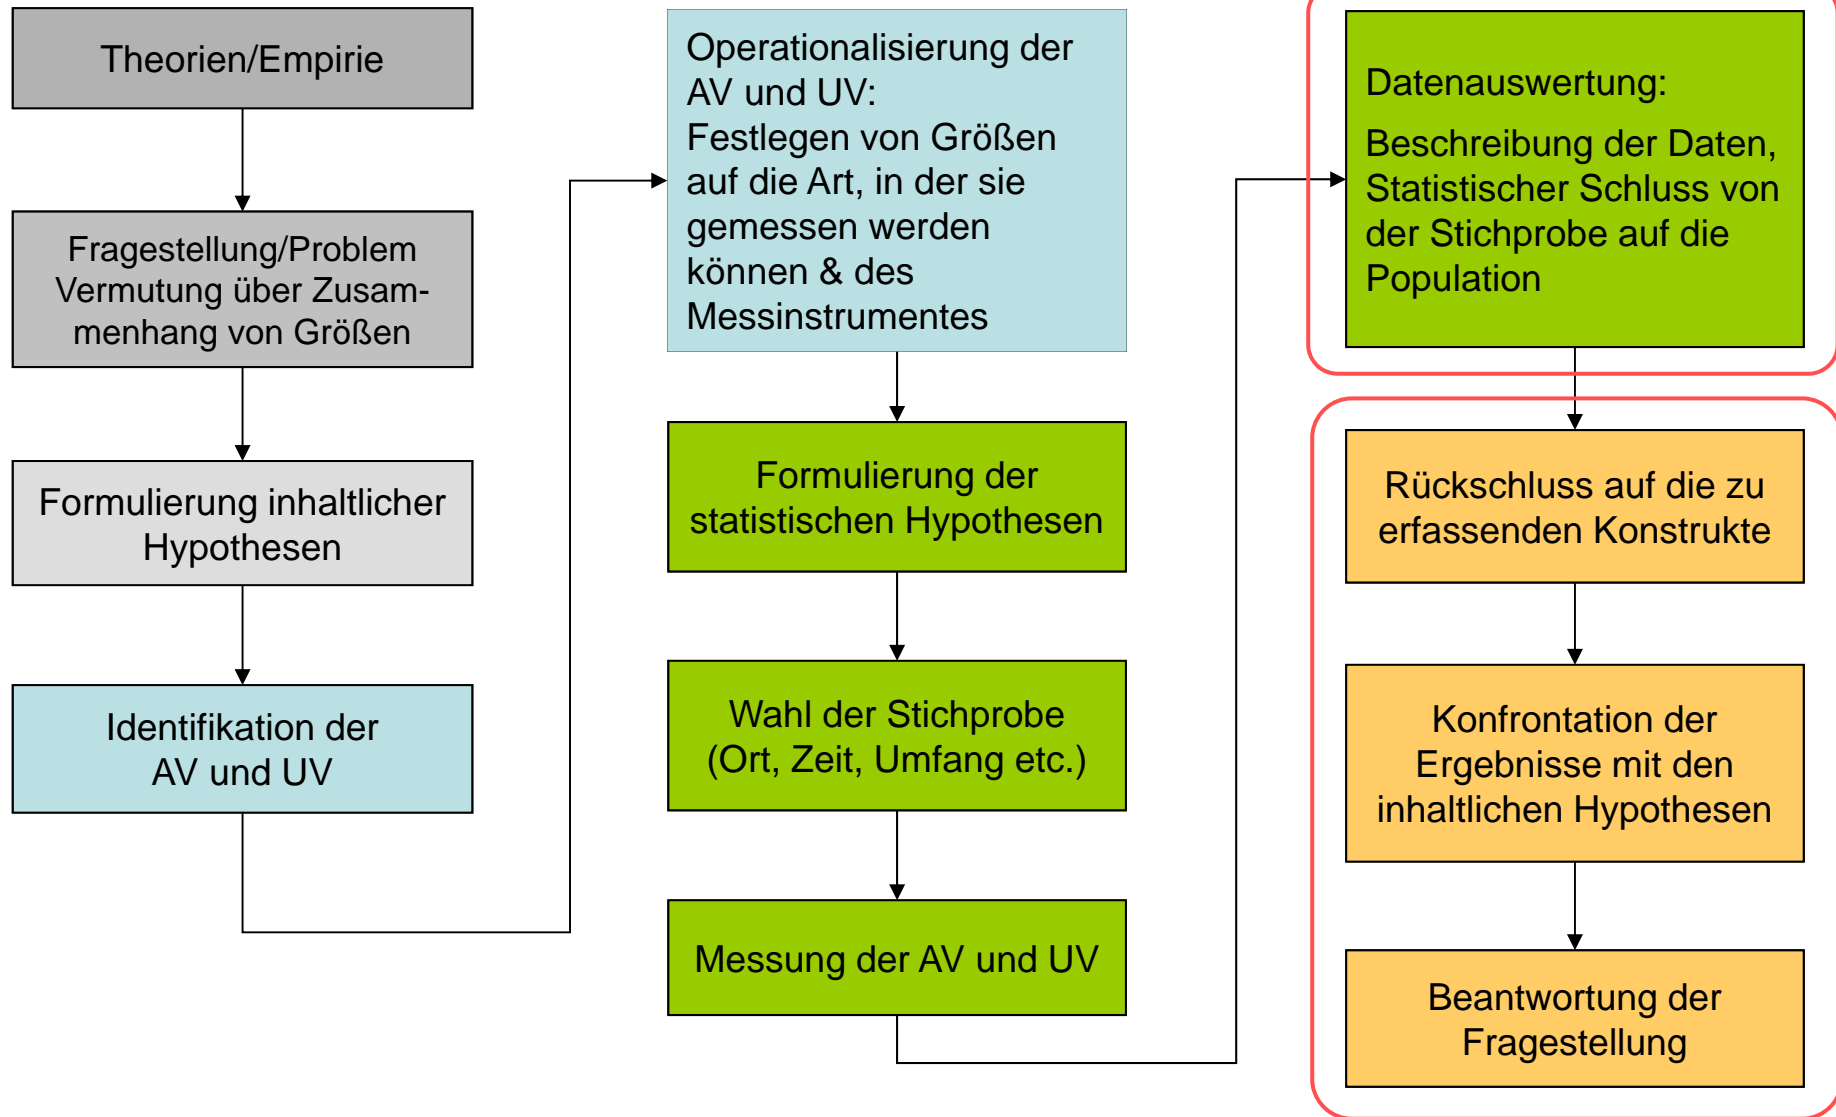 Theorien/Empirie
Fragestellung/Problem
Vermutung über Zusam-
menhang von Größen
Formulierung inhaltlicher
Hypothesen
Identifikation der
AV und UV
Operationalisierung der
AV und UV:
Festlegen von Größen
auf die Art, in der sie
gemessen werden
können & des
Messinstrumentes
Formulierung der
statistischen Hypothesen
Wahl der Stichprobe
(Ort, Zeit, Umfang etc.)
Messung der AV und UV
Datenauswertung:
Beschreibung der Daten,
Statistischer Schluss von
der Stichprobe auf die
Population
Rückschluss auf die zu
erfassenden Konstrukte
Konfrontation der
Ergebnisse mit den
inhaltlichen Hypothesen
Beantwortung der
Fragestellung